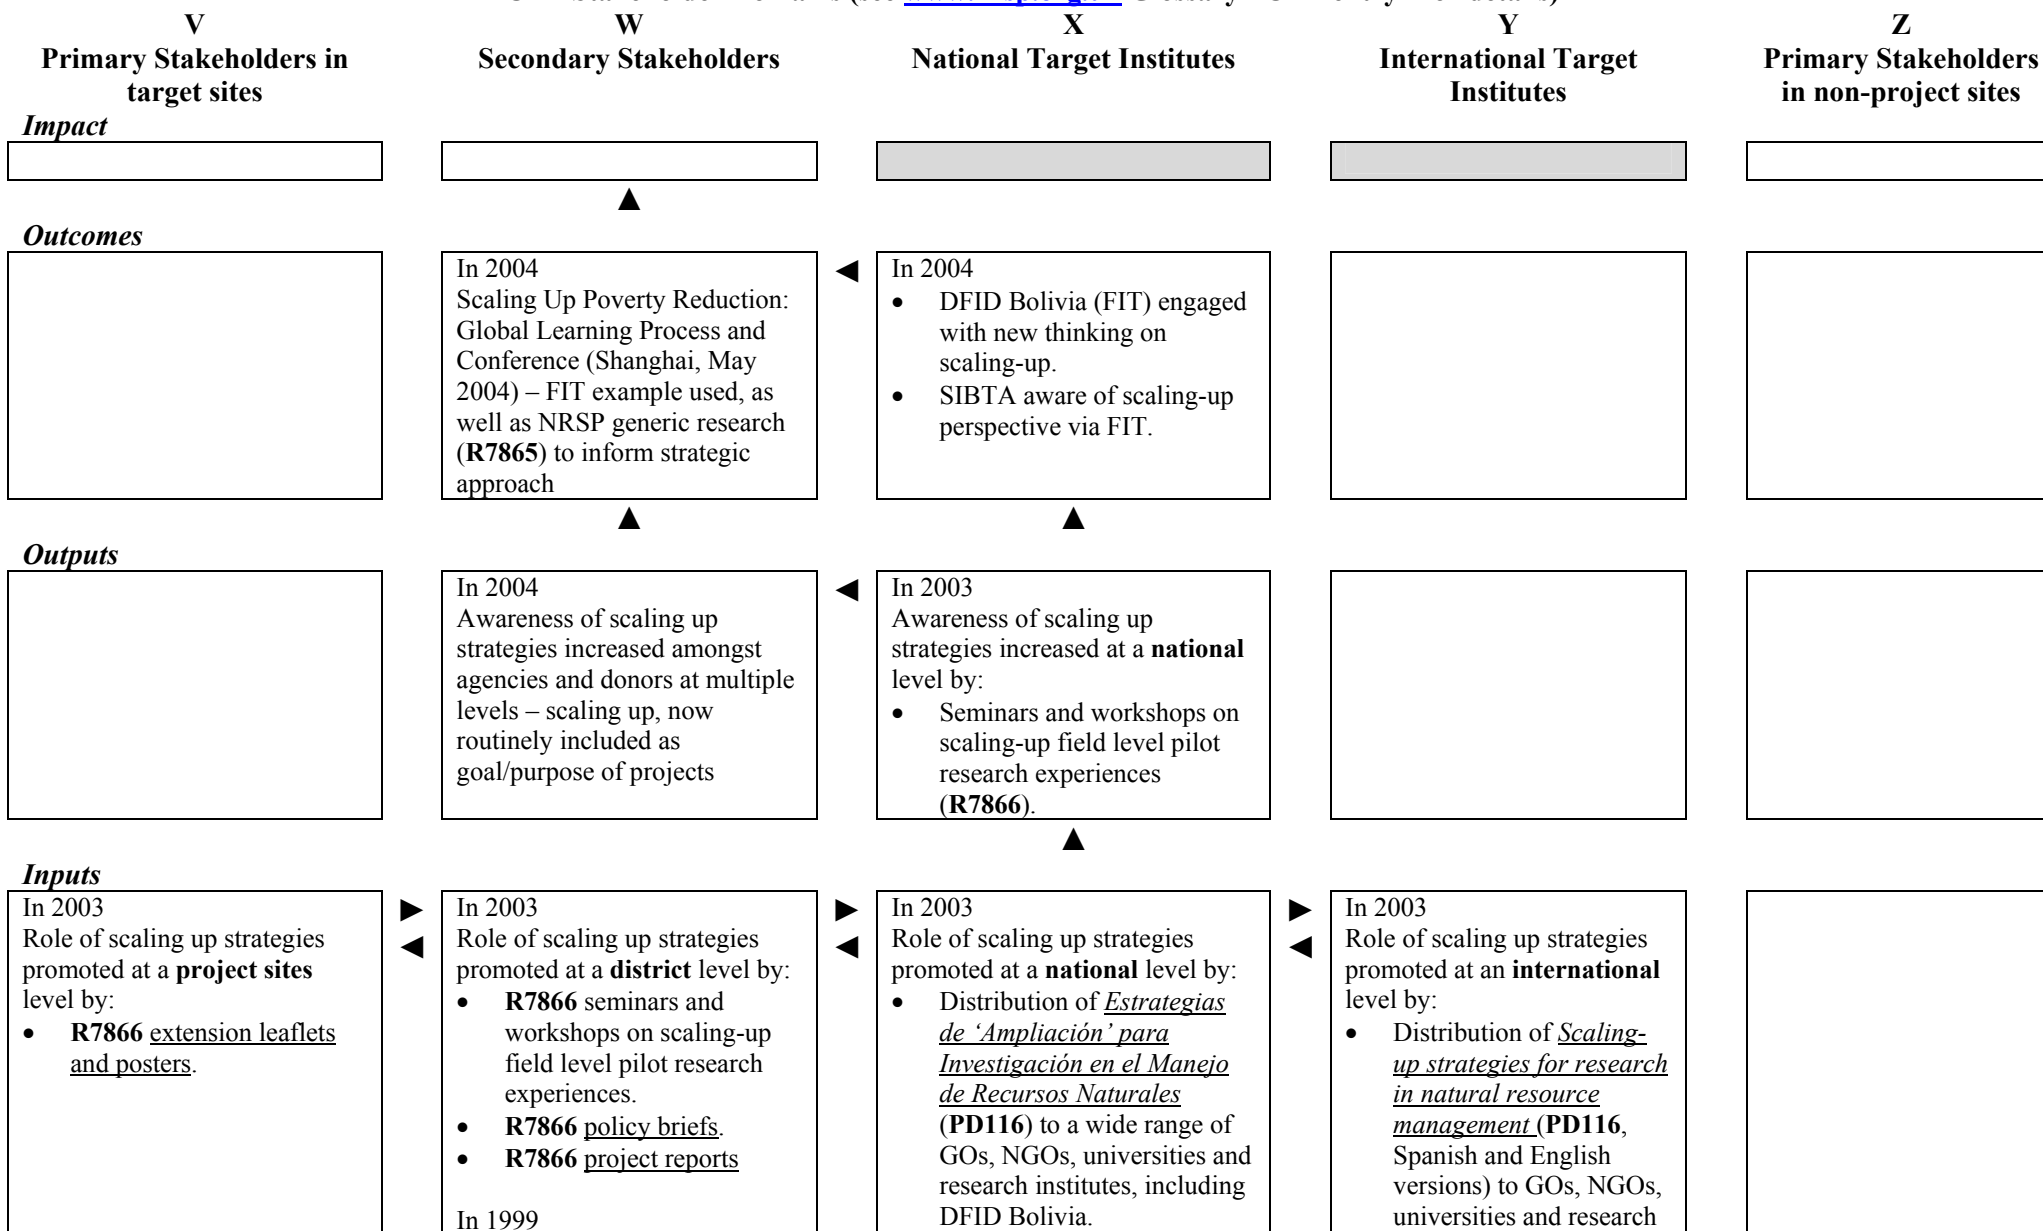 V
Primary Stakeholders in
target sites
W
Secondary Stakeholders
X
National Target Institutes
Y
International Target
Institutes
Z
Primary Stakeholders
in non-project sites
Impact
Outcomes
In 2004
Scaling Up Poverty Reduction:
Global Learning Process and
Conference (Shanghai, May
2004) – FIT example used, as
well as NRSP generic research
(R7865) to inform strategic
approach
In 2004
• DFID Bolivia (FIT) engaged
with new thinking on
scaling-up.
• SIBTA aware of scaling-up
perspective via FIT.
Outputs
In 2004
Awareness of scaling up
strategies increased amongst
agencies and donors at multiple
levels – scaling up, now
routinely included as
goal/purpose of projects
In 2003
Awareness of scaling up
strategies increased at a national
level by:
• Seminars and workshops on
scaling-up field level pilot
research experiences
(R7866).
Inputs
In 2003
Role of scaling up strategies
promoted at a project sites
level by:
• R7866 extension leaflets
and posters.
In 2003
Role of scaling up strategies
promoted at a district level by:
• R7866 seminars and
workshops on scaling-up
field level pilot research
experiences.
• R7866 policy briefs.
• R7866 project reports
In 1999
In 2003
Role of scaling up strategies
promoted at a national level by:
• Distribution of Estrategias
de ‘Ampliación’ para
Investigación en el Manejo
de Recursos Naturales
(PD116) to a wide range of
GOs, NGOs, universities and
research institutes, including
DFID Bolivia.
In 2003
Role of scaling up strategies
promoted at an international
level by:
• Distribution of Scaling-
up strategies for research
in natural resource
management (PD116,
Spanish and English
versions) to GOs, NGOs,
universities and research